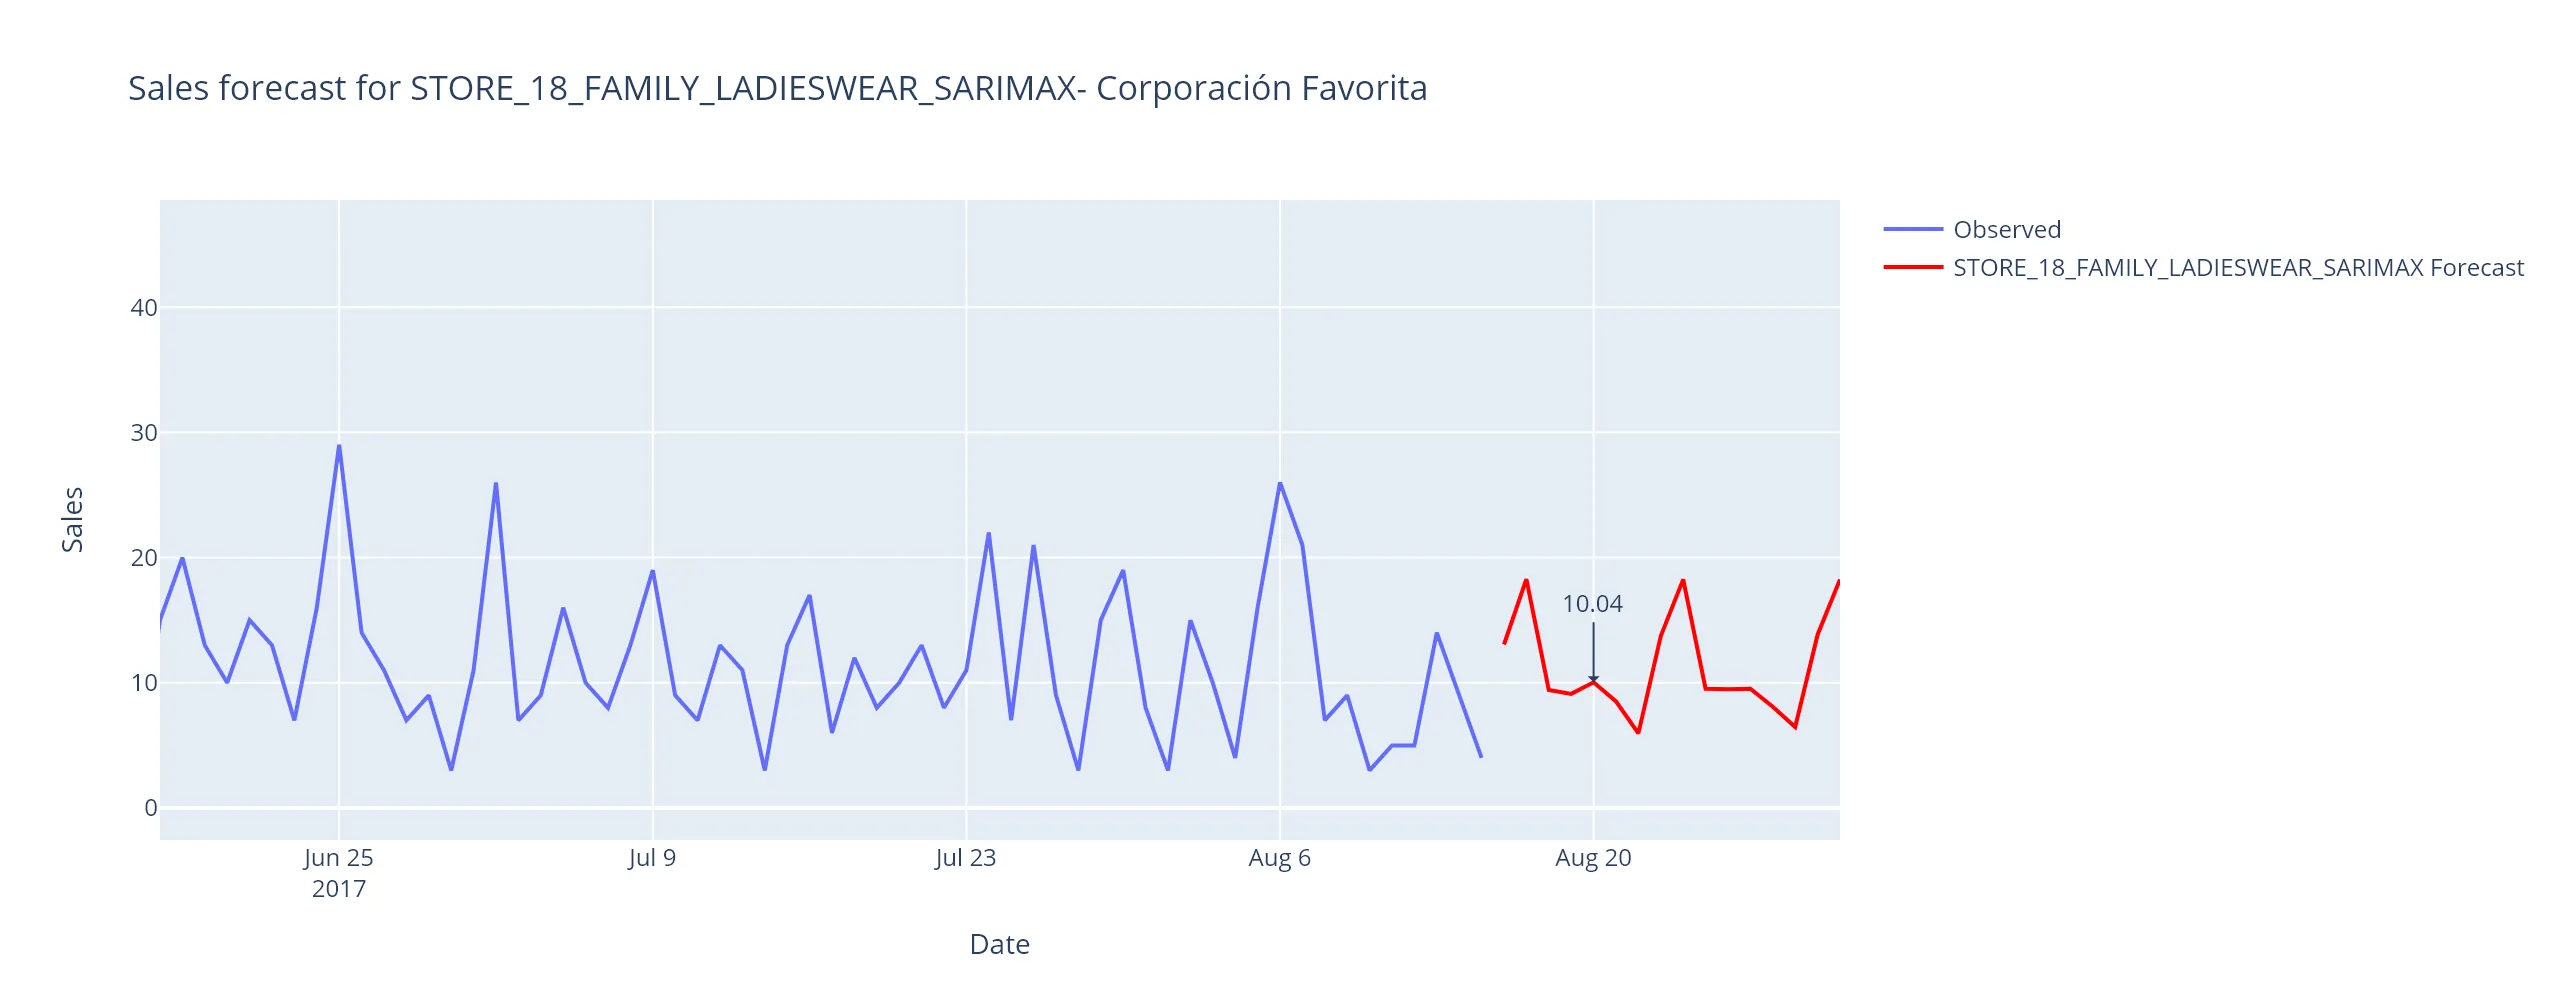 Sales forecast for STORE_18_FAMILY_LADIESWEAR_SARIMAX- Corporación Favorita
Observed
STORE_18_FAMILY_LADIESWEAR_SARIMAX Forecast
40
30
20
10
0
Sales
10.04
Jun 25
2017
Jul 9
Jul 23
Aug 6
Aug 20
Date